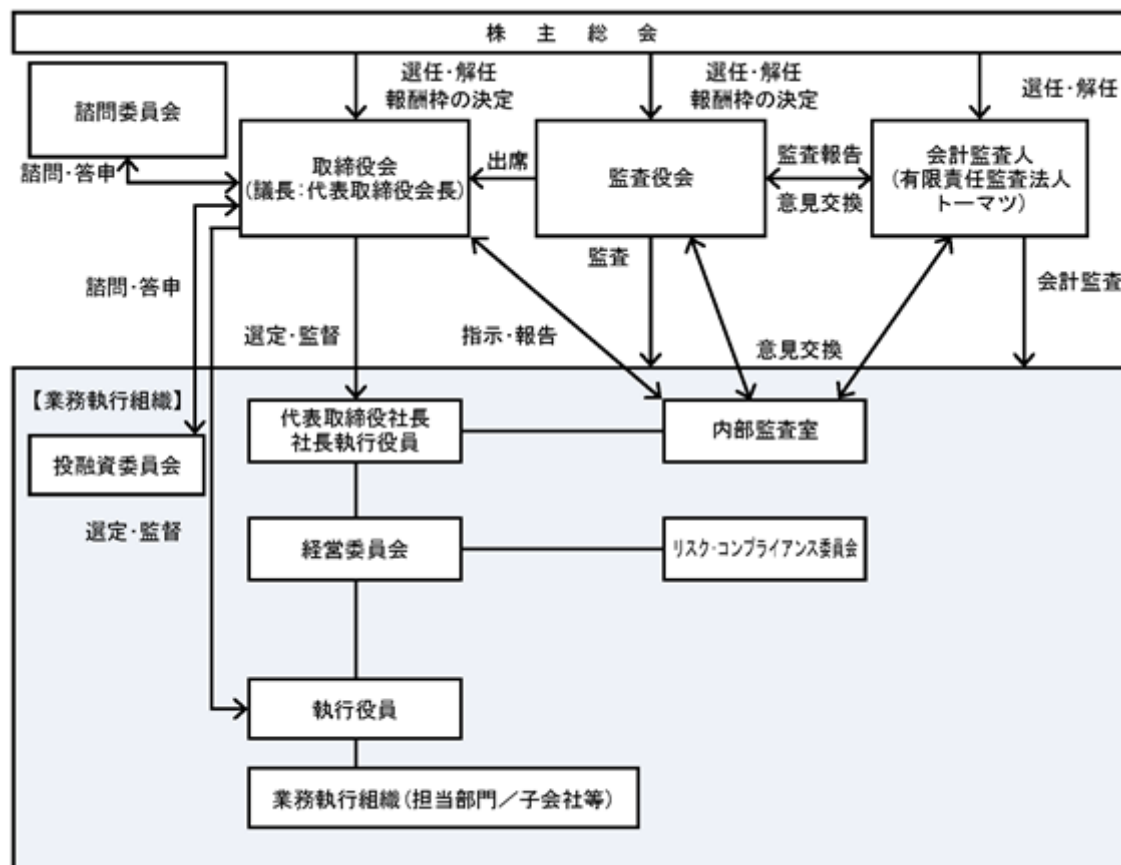 株主総会
選任・解任
報酬枠の決定
選任・解任
報酬枠の決定
選任・解任
諮問委員会
諮問・答申
取締役会
(議長：代表取締役会長)
出席
監査役会
監査報告
意見交換
会計監査人
(有限責任監査法人
トーマツ)
諮問・答申
選定・監督
指示・報告
監査
意見交換
会計監査
【業務執行組織】
投融資委員会
選定・監督
代表取締役社長
社長執行役員
内部監査室
経営委員会
リスク・コンプライアンス委員会
執行役員
業務執行組織(担当部門／子会社等)